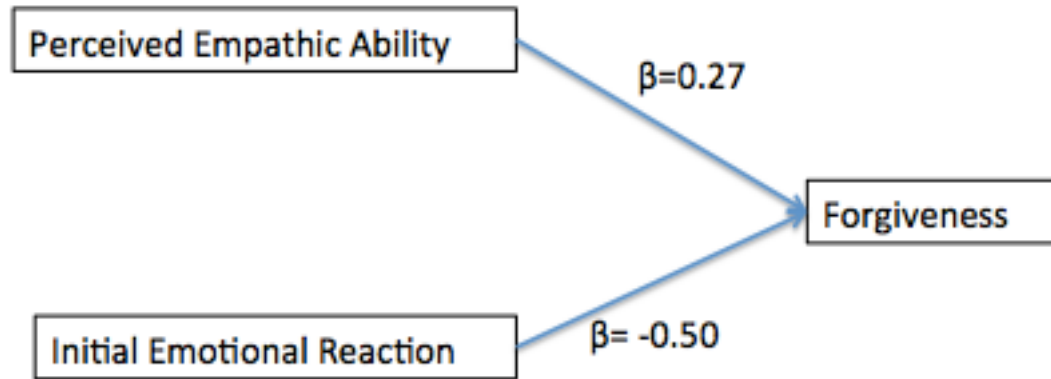 Perceived Empathic Ability
β=0.27
Forgiveness
Initial Emotional Reaction
β= -0.50